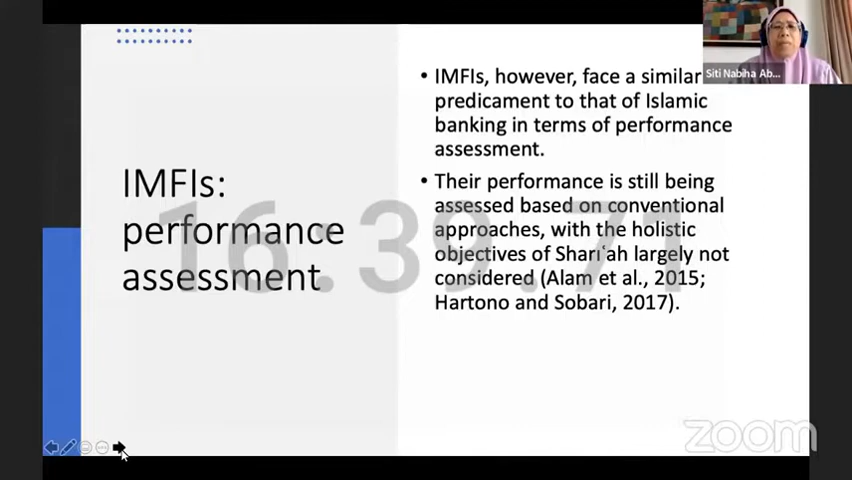 IMFIs:
performance
assessment
• IMFIs, however, face a similar
predicament to that of Islamic
banking in terms of performance
assessment.
• Their performance is still being
assessed based on conventional
approaches, with the holistic
objectives of Sharīʿah largely not
considered (Alam et al., 2015;
Hartono and Sobari, 2017).
Siti Nabiha Ab...
16:39.71
zoom